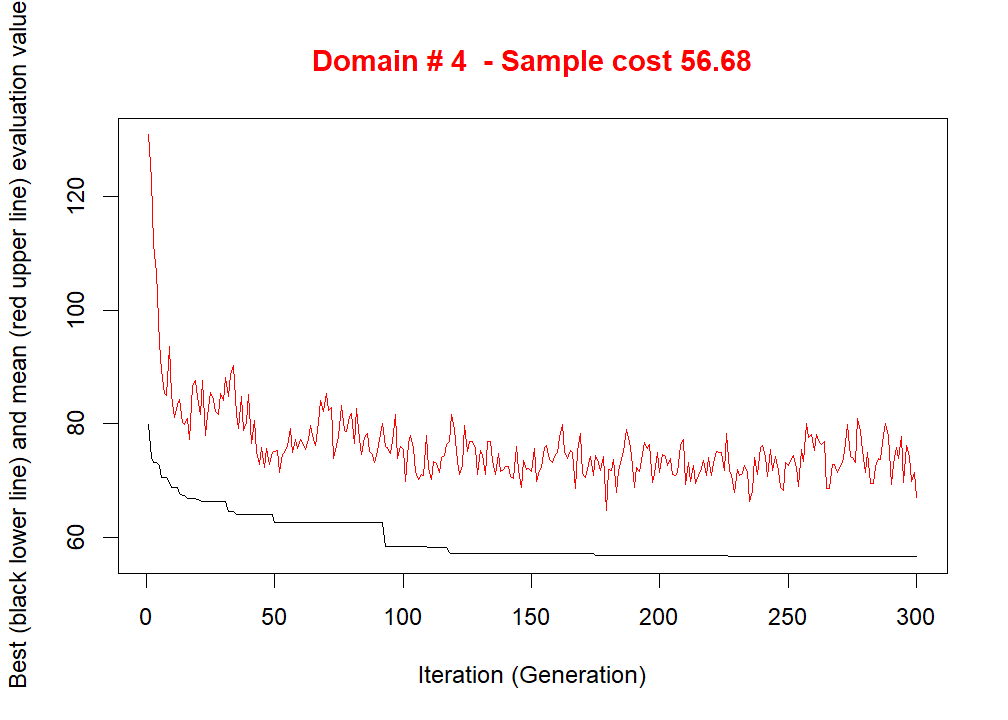 Domain # 4  - Sample cost 56.68
Best (black lower line) and mean (red upper line) evaluation value
120
100
80
60
0 50 100 150 200 250 300
Iteration (Generation)